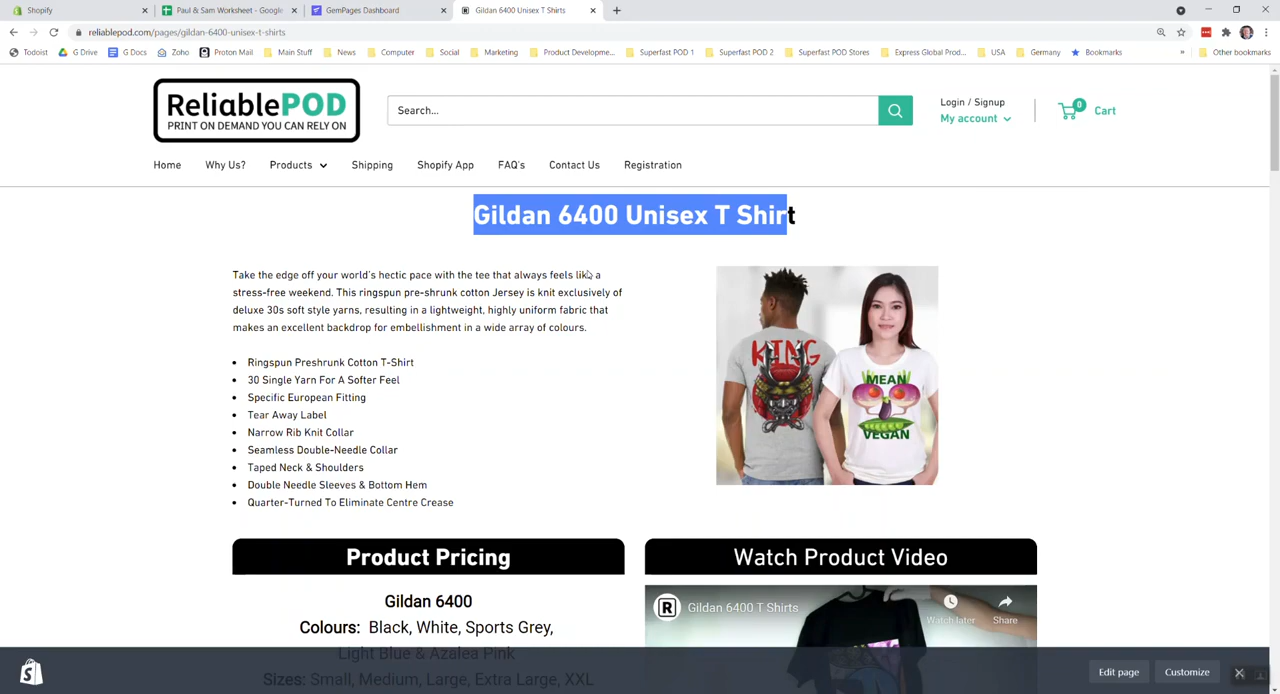 Shopify
Paul & Sam Worksheet - Google
GemPages Dashboard
Gildan 6400 Unisex T Shirts
reliablepod.com/pages/gildan-6400-unisex-t-shirts
Todoist
G Drive
G Docs
Zoho
Proton Mail
Main Stuff
News
Computer
Social
Marketing
Product Developme...
Superfast POD 1
Superfast POD 2
Superfast POD Stores
Express Global Prod...
USA
Germany
Bookmarks
»
Other bookmarks
ReliablePOD
PRINT ON DEMAND YOU CAN RELY ON
Search...
Login / Signup
My account
0
Cart
Home
Why Us?
Products
Shipping
Shopify App
FAQ's
Contact Us
Registration
Gildan 6400 Unisex T Shirt
Take the edge off your world's hectic pace with the tee that always feels like a
stress-free weekend. This ringspun pre-shrunk cotton Jersey is knit exclusively of
deluxe 30s soft style yarns, resulting in a lightweight, highly uniform fabric that
makes an excellent backdrop for embellishment in a wide array of colours.
• Ringspun Preshrunk Cotton T-Shirt
• 30 Single Yarn For A Softer Feel
• Specific European Fitting
• Tear Away Label
• Narrow Rib Knit Collar
• Seamless Double-Needle Collar
• Taped Neck & Shoulders
• Double Needle Sleeves & Bottom Hem
• Quarter-Turned To Eliminate Centre Crease
KING
MEAN
VEGAN
Product Pricing
Gildan 6400
Colours: Black, White, Sports Grey,
Light Blue & Azalea Pink
Sizes: Small, Medium, Large, Extra Large, XXL
Watch Product Video
R
Gildan 6400 T Shirts
Watch later
Share
Edit page
Customize